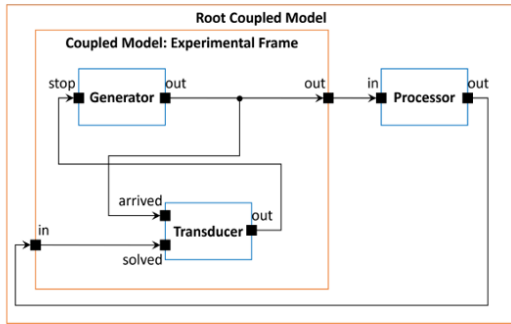 Root Coupled Model
Coupled Model: Experimental Frame
stop
Generator
out
out
in
Processor
out
arrived
in
Transducer
out
solved